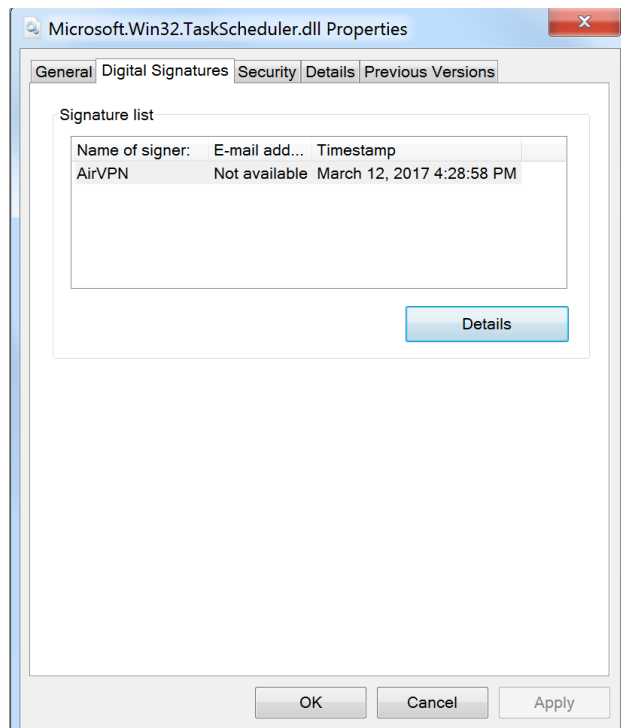 Microsoft.Win32.TaskScheduler.dll Properties
General Digital Signatures Security Details Previous Versions
Signature list
Name of signer: E-mail add... Timestamp
AirVPN Not available March 12, 2017 4:28:58 PM
Details
OK Cancel Apply